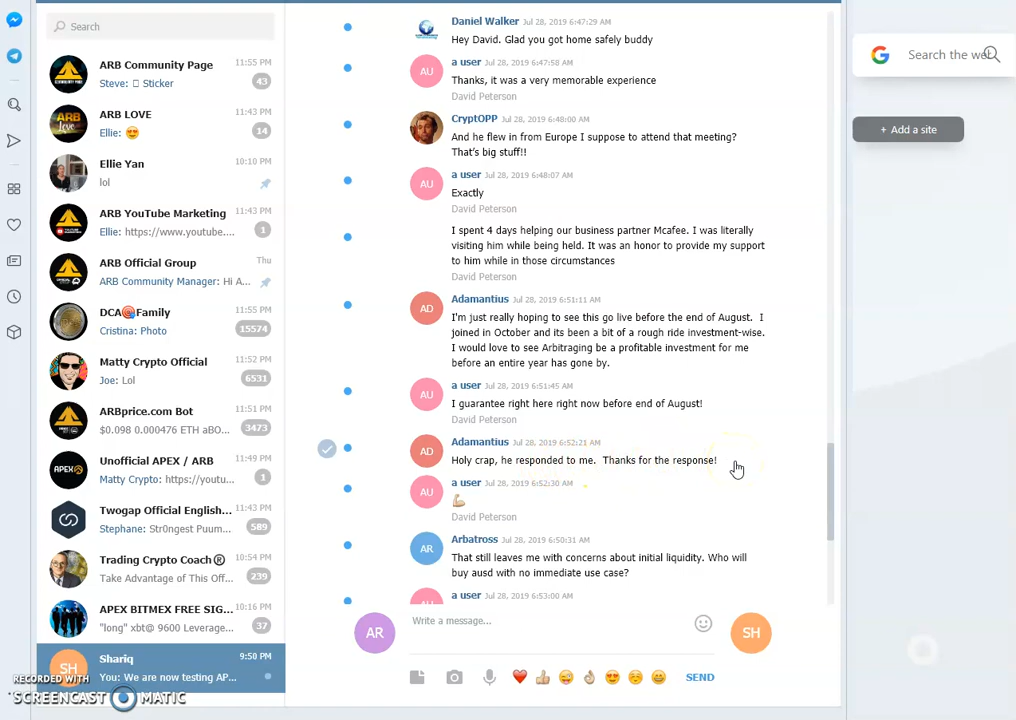 Search
ARB Community Page
11:55 PM
Steve: Sticker
43
ARB LOVE
11:43 PM
Ellie: 😍
14
Ellie Yan
10:10 PM
lol
ARB YouTube Marketing
11:43 PM
Ellie: https://www.youtube....
1
ARB Official Group
Thu
ARB Community Manager: Hi A...
DCA🎯Family
11:55 PM
Cristina: Photo
15574
Matty Crypto Official
11:52 PM
Joe: Lol
6531
ARBprice.com Bot
11:51 PM
$0.098 0.000476 ETH aBO...
3473
Unofficial APEX / ARB
11:49 PM
Matty Crypto: https://youtu...
1
Twogap Official English...
11:43 PM
Stephane: Str0ngest Puum...
589
Trading Crypto Coach®
10:54 PM
Take Advantage of This Off...
239
APEX BITMEX FREE SIG...
10:16 PM
"long" xbt@ 9600 Leverage...
37
Shariq
9:50 PM
SH
You: We are now testing AP...
RECORDED WITH
SCREENCAST MATIC
Daniel Walker Jul 28, 2019 6:47:29 AM
Hey David. Glad you got home safely buddy
AU
a user Jul 28, 2019 6:47:58 AM
Thanks, it was a very memorable experience
David Peterson
CryptOPP Jul 28, 2019 6:48:00 AM
And he flew in from Europe I suppose to attend that meeting?
That's big stuff!!
AU
a user Jul 28, 2019 6:48:07 AM
Exactly
David Peterson
I spent 4 days helping our business partner Mcafee. I was literally
visiting him while being held. It was an honor to provide my support
to him while in those circumstances
David Peterson
AD
Adamantius Jul 28, 2019 6:51:11 AM
I'm just really hoping to see this go live before the end of August. I
joined in October and its been a bit of a rough ride investment-wise.
I would love to see Arbitraging be a profitable investment for me
before an entire year has gone by.
AU
a user Jul 28, 2019 6:51:45 AM
I guarantee right here right now before end of August!
David Peterson
AD
Adamantius Jul 28, 2019 6:52:21 AM
Holy crap, he responded to me. Thanks for the response!
AU
a user Jul 28, 2019 6:52:30 AM
💪🏼
David Peterson
AR
Arbatross Jul 28, 2019 6:50:31 AM
That still leaves me with concerns about initial liquidity. Who will
buy ausd with no immediate use case?
a user Jul 28, 2019 6:53:00 AM
AR
Write a message...
SH
❤️ 👍🏼 😜 👌🏼 😍 ☺️ 😄
SEND
Search the we
+ Add a site